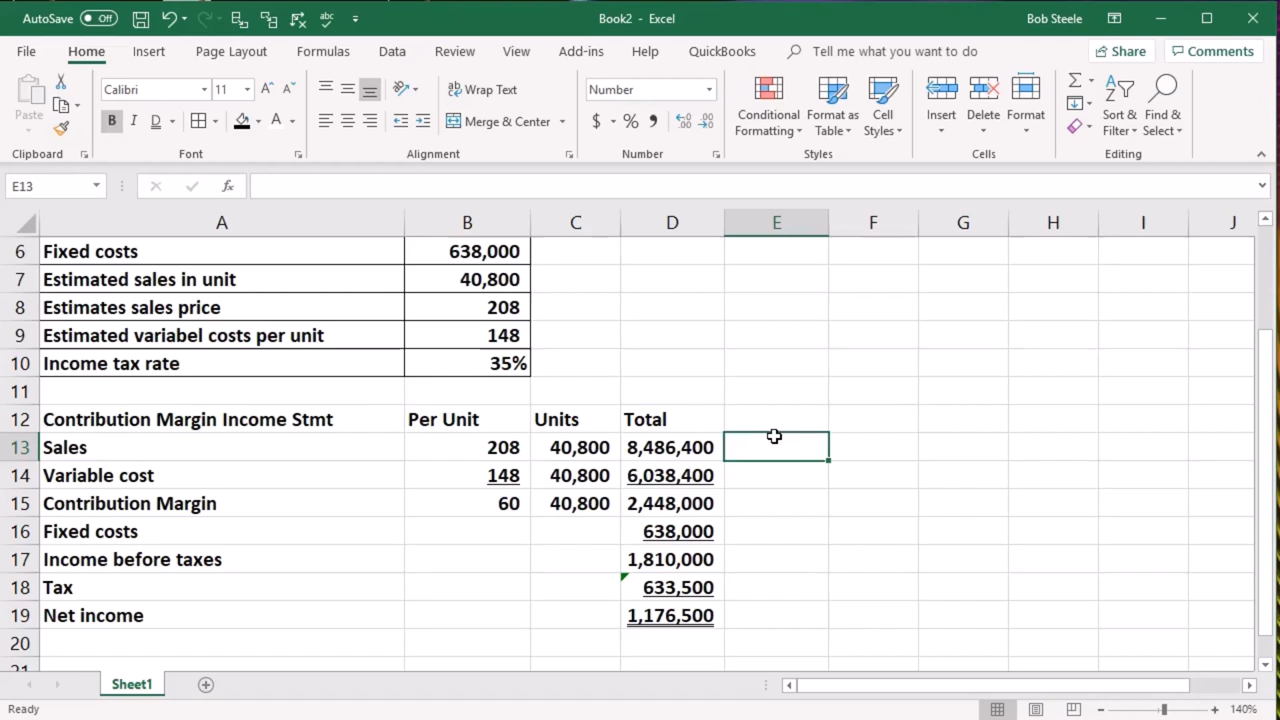 AutoSave Off Book2 - Excel Bob Steele
File Home Insert Page Layout Formulas Data Review View Add-ins Help QuickBooks Tell me what you want to do Share Comments
Paste Calibri 11 A A Wrap Text Number Conditional Formatting Format as Table Cell Styles Insert Delete Format Sort & Filter Find & Select
B I D A Merge & Center $ %
Clipboard Font Alignment Number Styles Cells Editing
E13 fx
A B C D E F G H I J
6 Fixed costs 638,000
7 Estimated sales in unit 40,800
8 Estimates sales price 208
9 Estimated variabel costs per unit 148
10 Income tax rate 35%
11
12 Contribution Margin Income Stmt Per Unit Units Total
13 Sales 208 40,800 8,486,400
14 Variable cost 148 40,800 6,038,400
15 Contribution Margin 60 40,800 2,448,000
16 Fixed costs 638,000
17 Income before taxes 1,810,000
18 Tax 633,500
19 Net income 1,176,500
20
21
Sheet1
Ready 140%